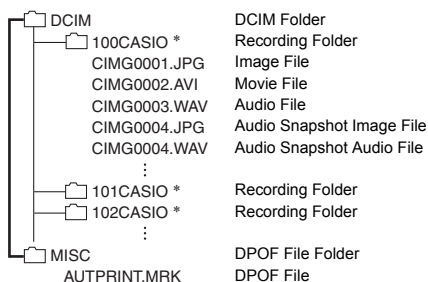 DCIM DCIM Folder
100CASIO * Recording Folder
CIMG0001.JPG Image File
CIMG0002.AVI Movie File
CIMG0003.WAV Audio File
CIMG0004.JPG Audio Snapshot Image File
CIMG0004.WAV Audio Snapshot Audio File
101CASIO * Recording Folder
102CASIO * Recording Folder
MISC DPOF File Folder
AUTPRINT.MRK DPOF File